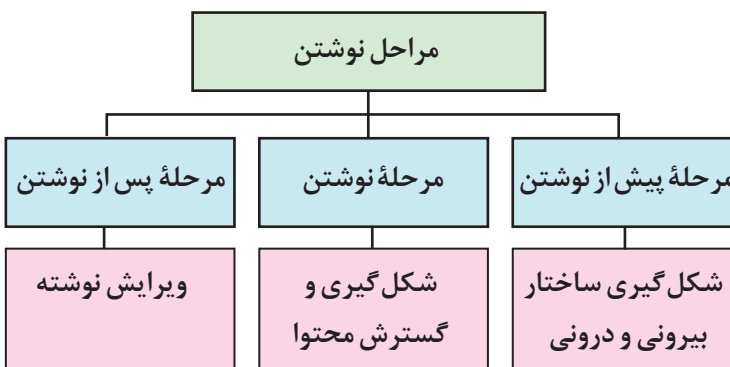 مراحل نوشتن
مرحلهٔ پیش از نوشتن
مرحلهٔ نوشتن
مرحلهٔ پس از نوشتن
شکل‌گیری ساختار
بیرونی و درونی
شکل‌گیری و
گسترش محتوا
ویرایش نوشته